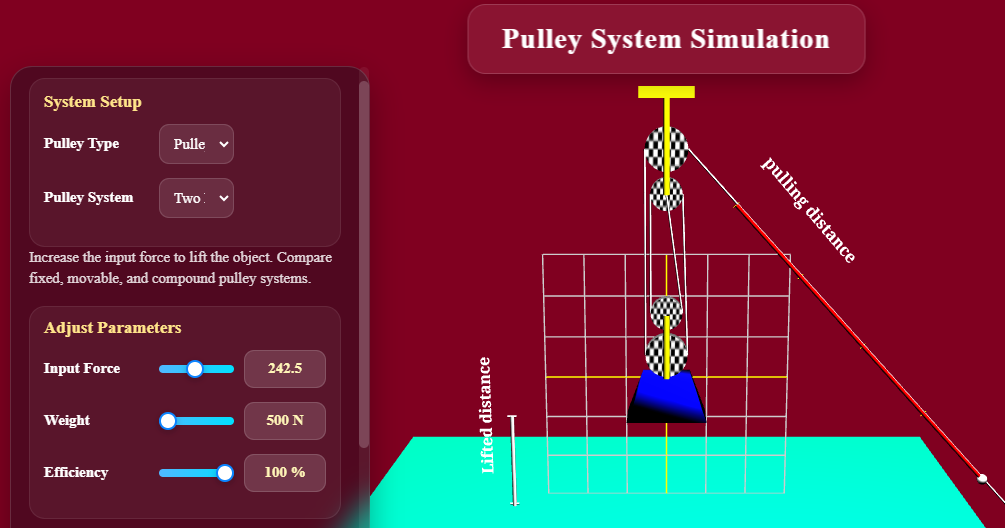 Pulley System Simulation
System Setup
Pulley Type
Pulle
Pulley System
Two
Increase the input force to lift the object. Compare
fixed, movable, and compound pulley systems.
Adjust Parameters
Input Force
242.5
Weight
500 N
Efficiency
100 %
pulling distance
Lifted distance